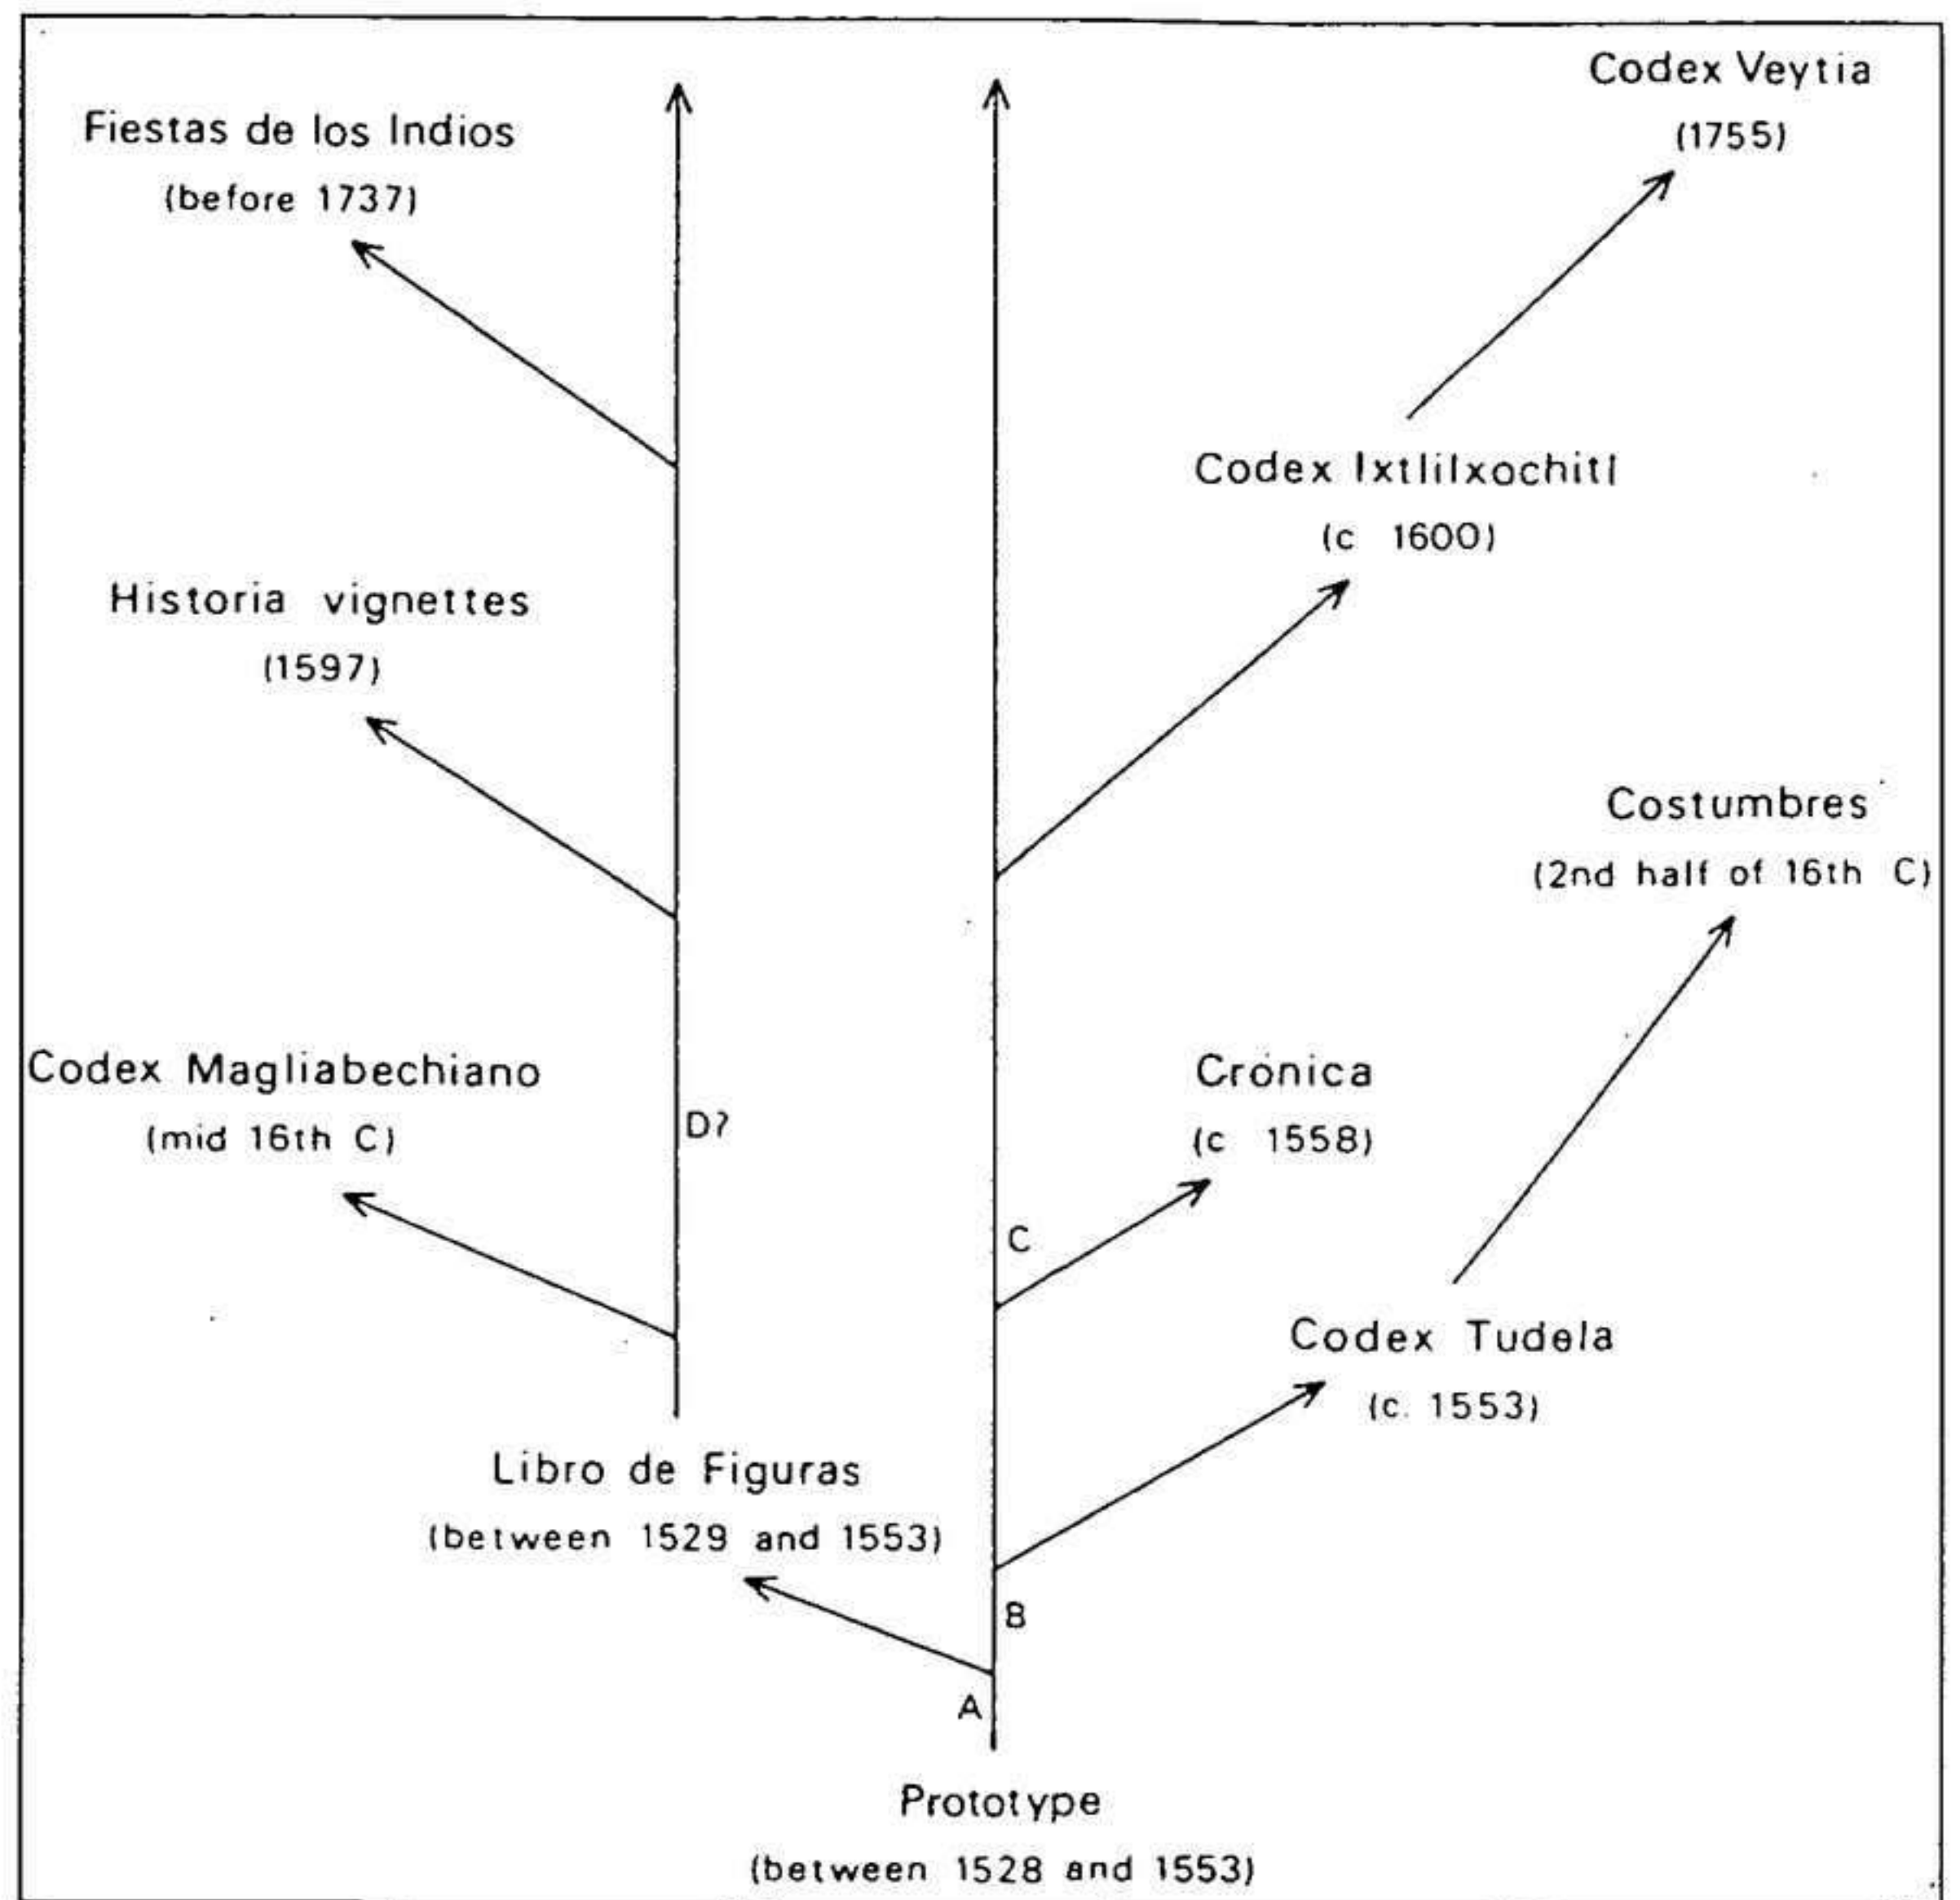 Codex Veytia
(1755)
Fiestas de los Indios
(before 1737)
Codex Ixtlilxochitl
(c 1600)
Historia vignettes
(1597)
Costumbres
(2nd half of 16th C)
Codex Magliabechiano
(mid 16th C)
D?
Crónica
(c 1558)
C
Codex Tudela
(c. 1553)
Libro de Figuras
(between 1529 and 1553)
B
A
Prototype
(between 1528 and 1553)